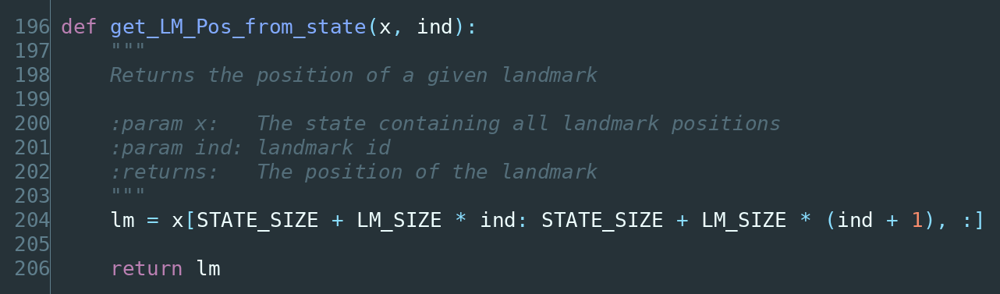 196 def get_LM_Pos_from_state(x, ind):
197     """
198     Returns the position of a given landmark
199
200     :param x:   The state containing all landmark positions
201     :param ind: landmark id
202     :returns:   The position of the landmark
203     """
204     lm = x[STATE_SIZE + LM_SIZE * ind: STATE_SIZE + LM_SIZE * (ind + 1), :]
205
206     return lm